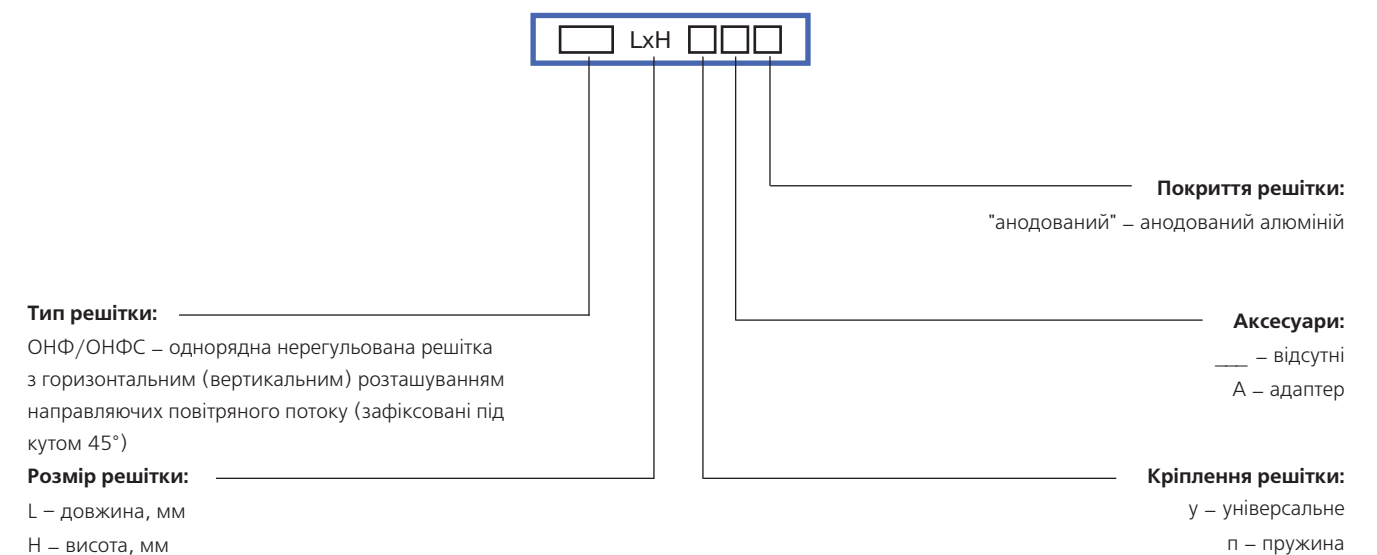 LxH
Покриття решітки:
"анодований" – анодований алюміній
Тип решітки:
ОНФ/ОНФС – однорядна нерегульована решітка
з горизонтальним (вертикальним) розташуванням
направляючих повітряного потоку (зафіксовані під
кутом 45°)
Розмір решітки:
L – довжина, мм
H – висота, мм
Аксесуари:
___ – відсутні
А – адаптер
Кріплення решітки:
у – універсальне
п – пружина